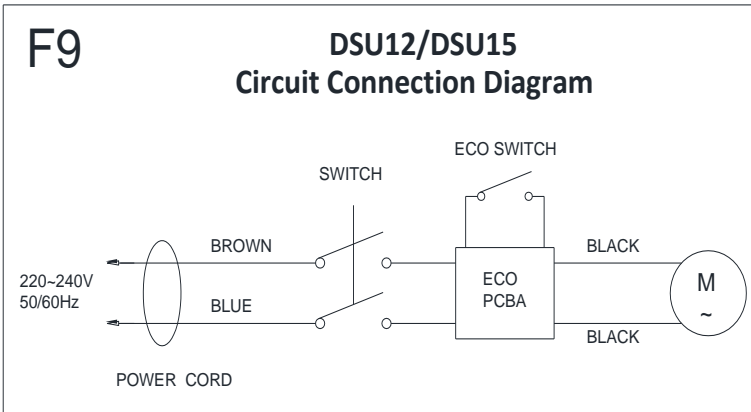 F9
DSU12/DSU15
Circuit Connection Diagram
ECO SWITCH
SWITCH
BROWN
BLACK
220~240V
50/60Hz
ECO
PCBA
M
~
BLUE
BLACK
POWER CORD